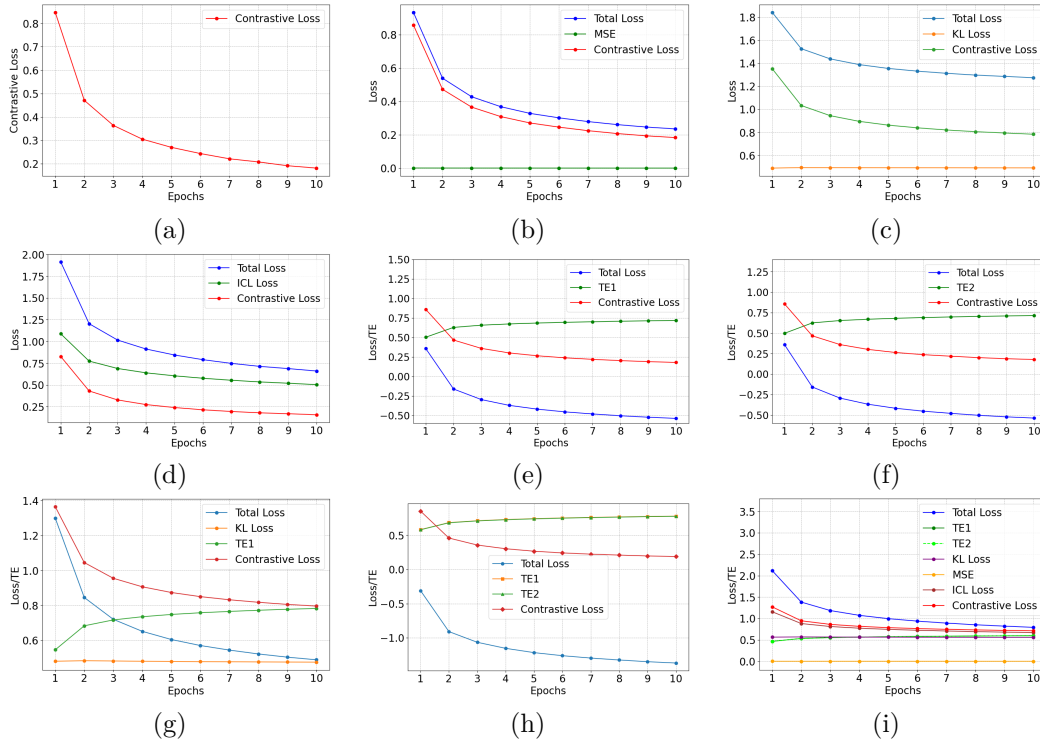 0.8
0.7
0.6
0.5
0.4
0.3
0.2
Contrastive Loss
Contrastive Loss
1 2 3 4 5 6 7 8 9 10
Epochs
(a)
0.8
0.6
0.4
0.2
0.0
Loss
Total Loss
MSE
Contrastive Loss
1 2 3 4 5 6 7 8 9 10
Epochs
(b)
1.8
1.6
1.4
1.2
1.0
0.8
0.6
Loss
Total Loss
KL Loss
Contrastive Loss
1 2 3 4 5 6 7 8 9 10
Epochs
(c)
2.00
1.75
1.50
1.25
1.00
0.75
0.50
0.25
Loss
Total Loss
ICL Loss
Contrastive Loss
1 2 3 4 5 6 7 8 9 10
Epochs
(d)
1.50
1.25
1.00
0.75
0.50
0.25
0.00
−0.25
−0.50
Loss/TE
Total Loss
TE1
Contrastive Loss
1 2 3 4 5 6 7 8 9 10
Epochs
(e)
1.25
1.00
0.75
0.50
0.25
0.00
−0.25
−0.50
Loss/TE
Total Loss
TE2
Contrastive Loss
1 2 3 4 5 6 7 8 9 10
Epochs
(f)
1.4
1.2
1.0
0.8
0.6
Loss/TE
Total Loss
KL Loss
TE1
Contrastive Loss
1 2 3 4 5 6 7 8 9 10
Epochs
(g)
0.5
0.0
−0.5
−1.0
Loss/TE
Total Loss
TE1
TE2
Contrastive Loss
1 2 3 4 5 6 7 8 9 10
Epochs
(h)
3.5
3.0
2.5
2.0
1.5
1.0
0.5
0.0
Loss/TE
Total Loss
TE1
TE2
KL Loss
MSE
ICL Loss
Contrastive Loss
1 2 3 4 5 6 7 8 9 10
Epochs
(i)